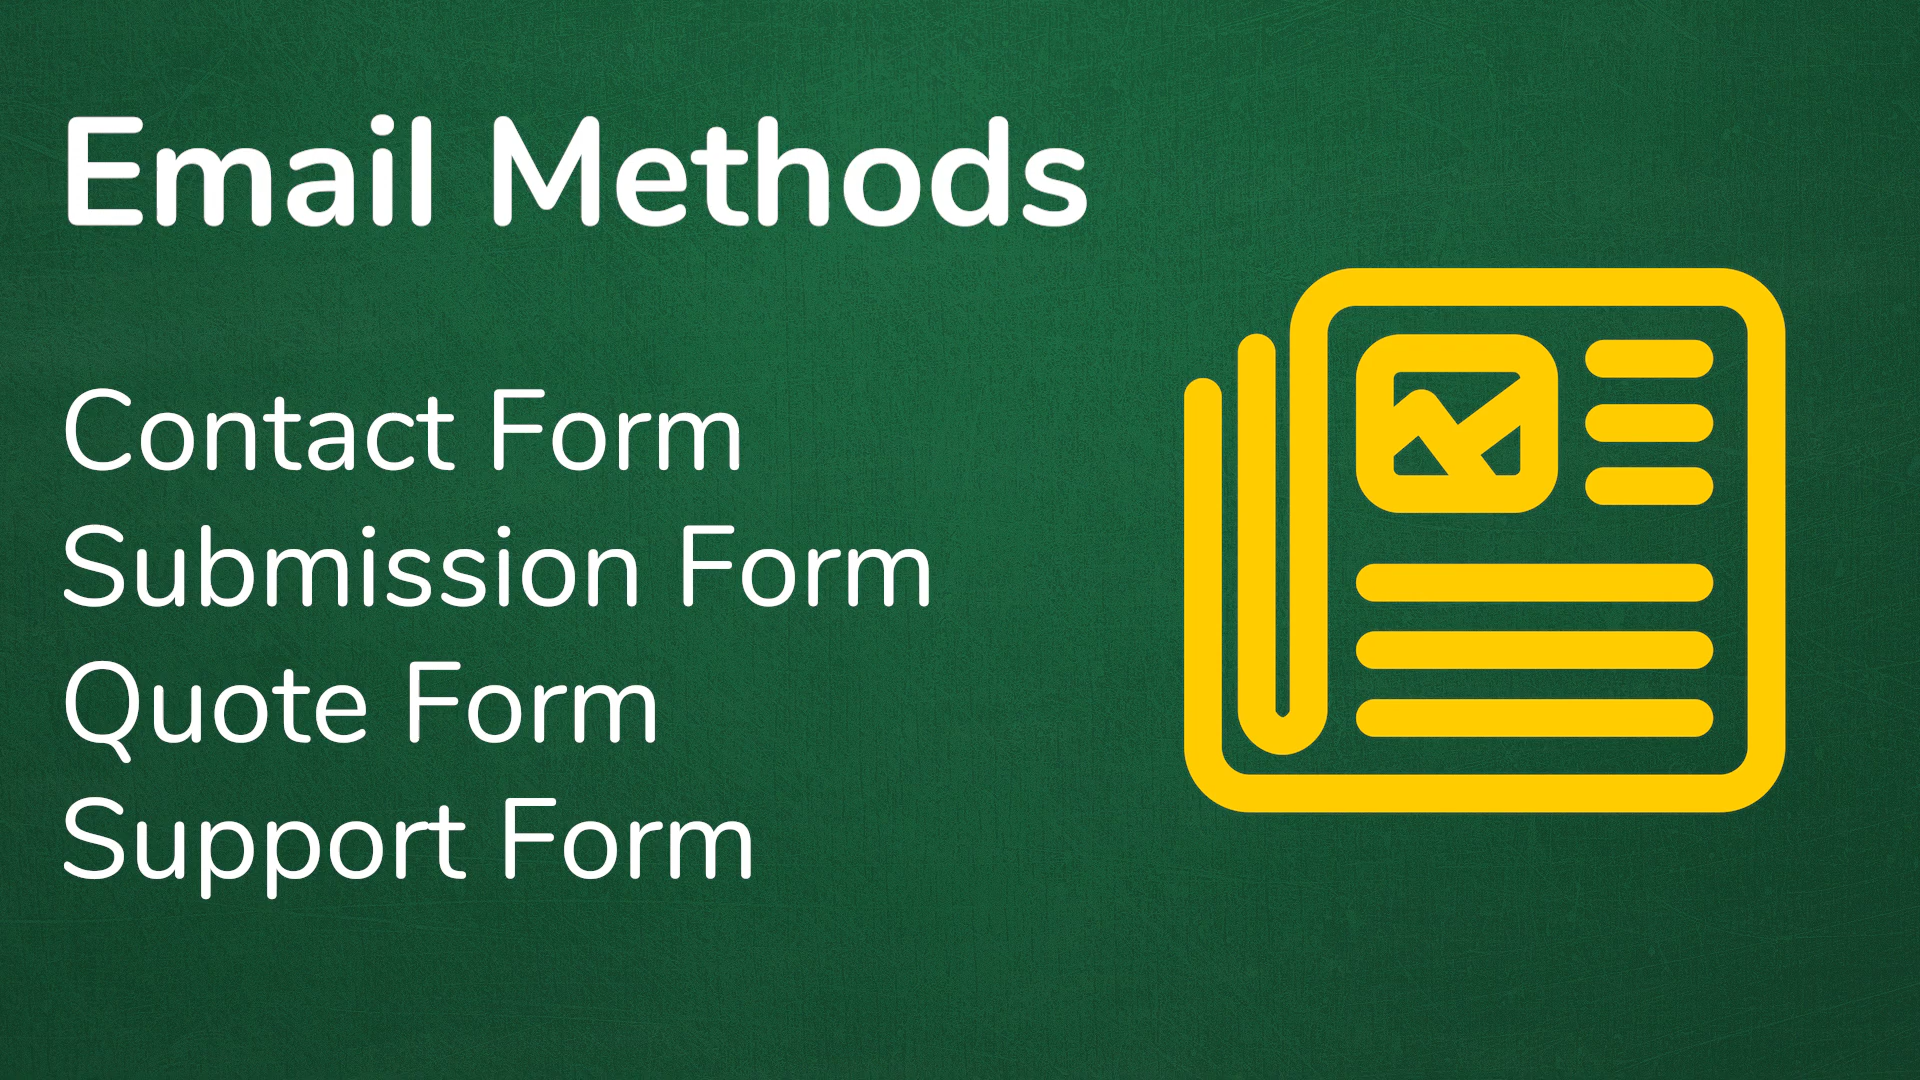 Email Methods
Contact Form
Submission Form
Quote Form
Support Form